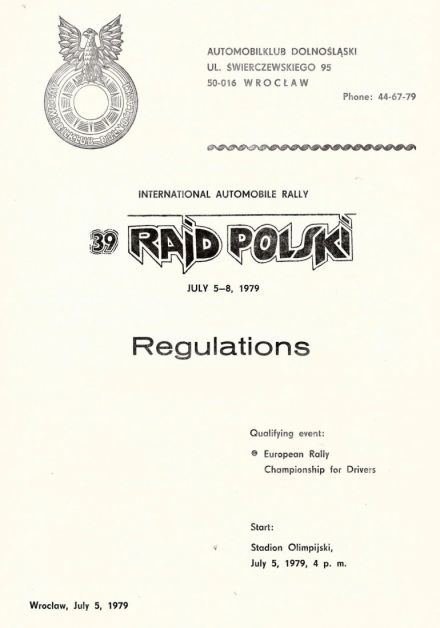 AUTOMOBILKLUB DOLNOŚLĄSKI
UL. ŚWIERCZEWSKIEGO 95
50-016 WROCŁAW
Phone: 44-67-79
INTERNATIONAL AUTOMOBILE RALLY
39 RAJD POLSKI
JULY 5–8, 1979
Regulations
Qualifying event:
European Rally
Championship for Drivers
Start:
Stadion Olimpijski,
July 5, 1979, 4 p. m.
Wrocław, July 5, 1979